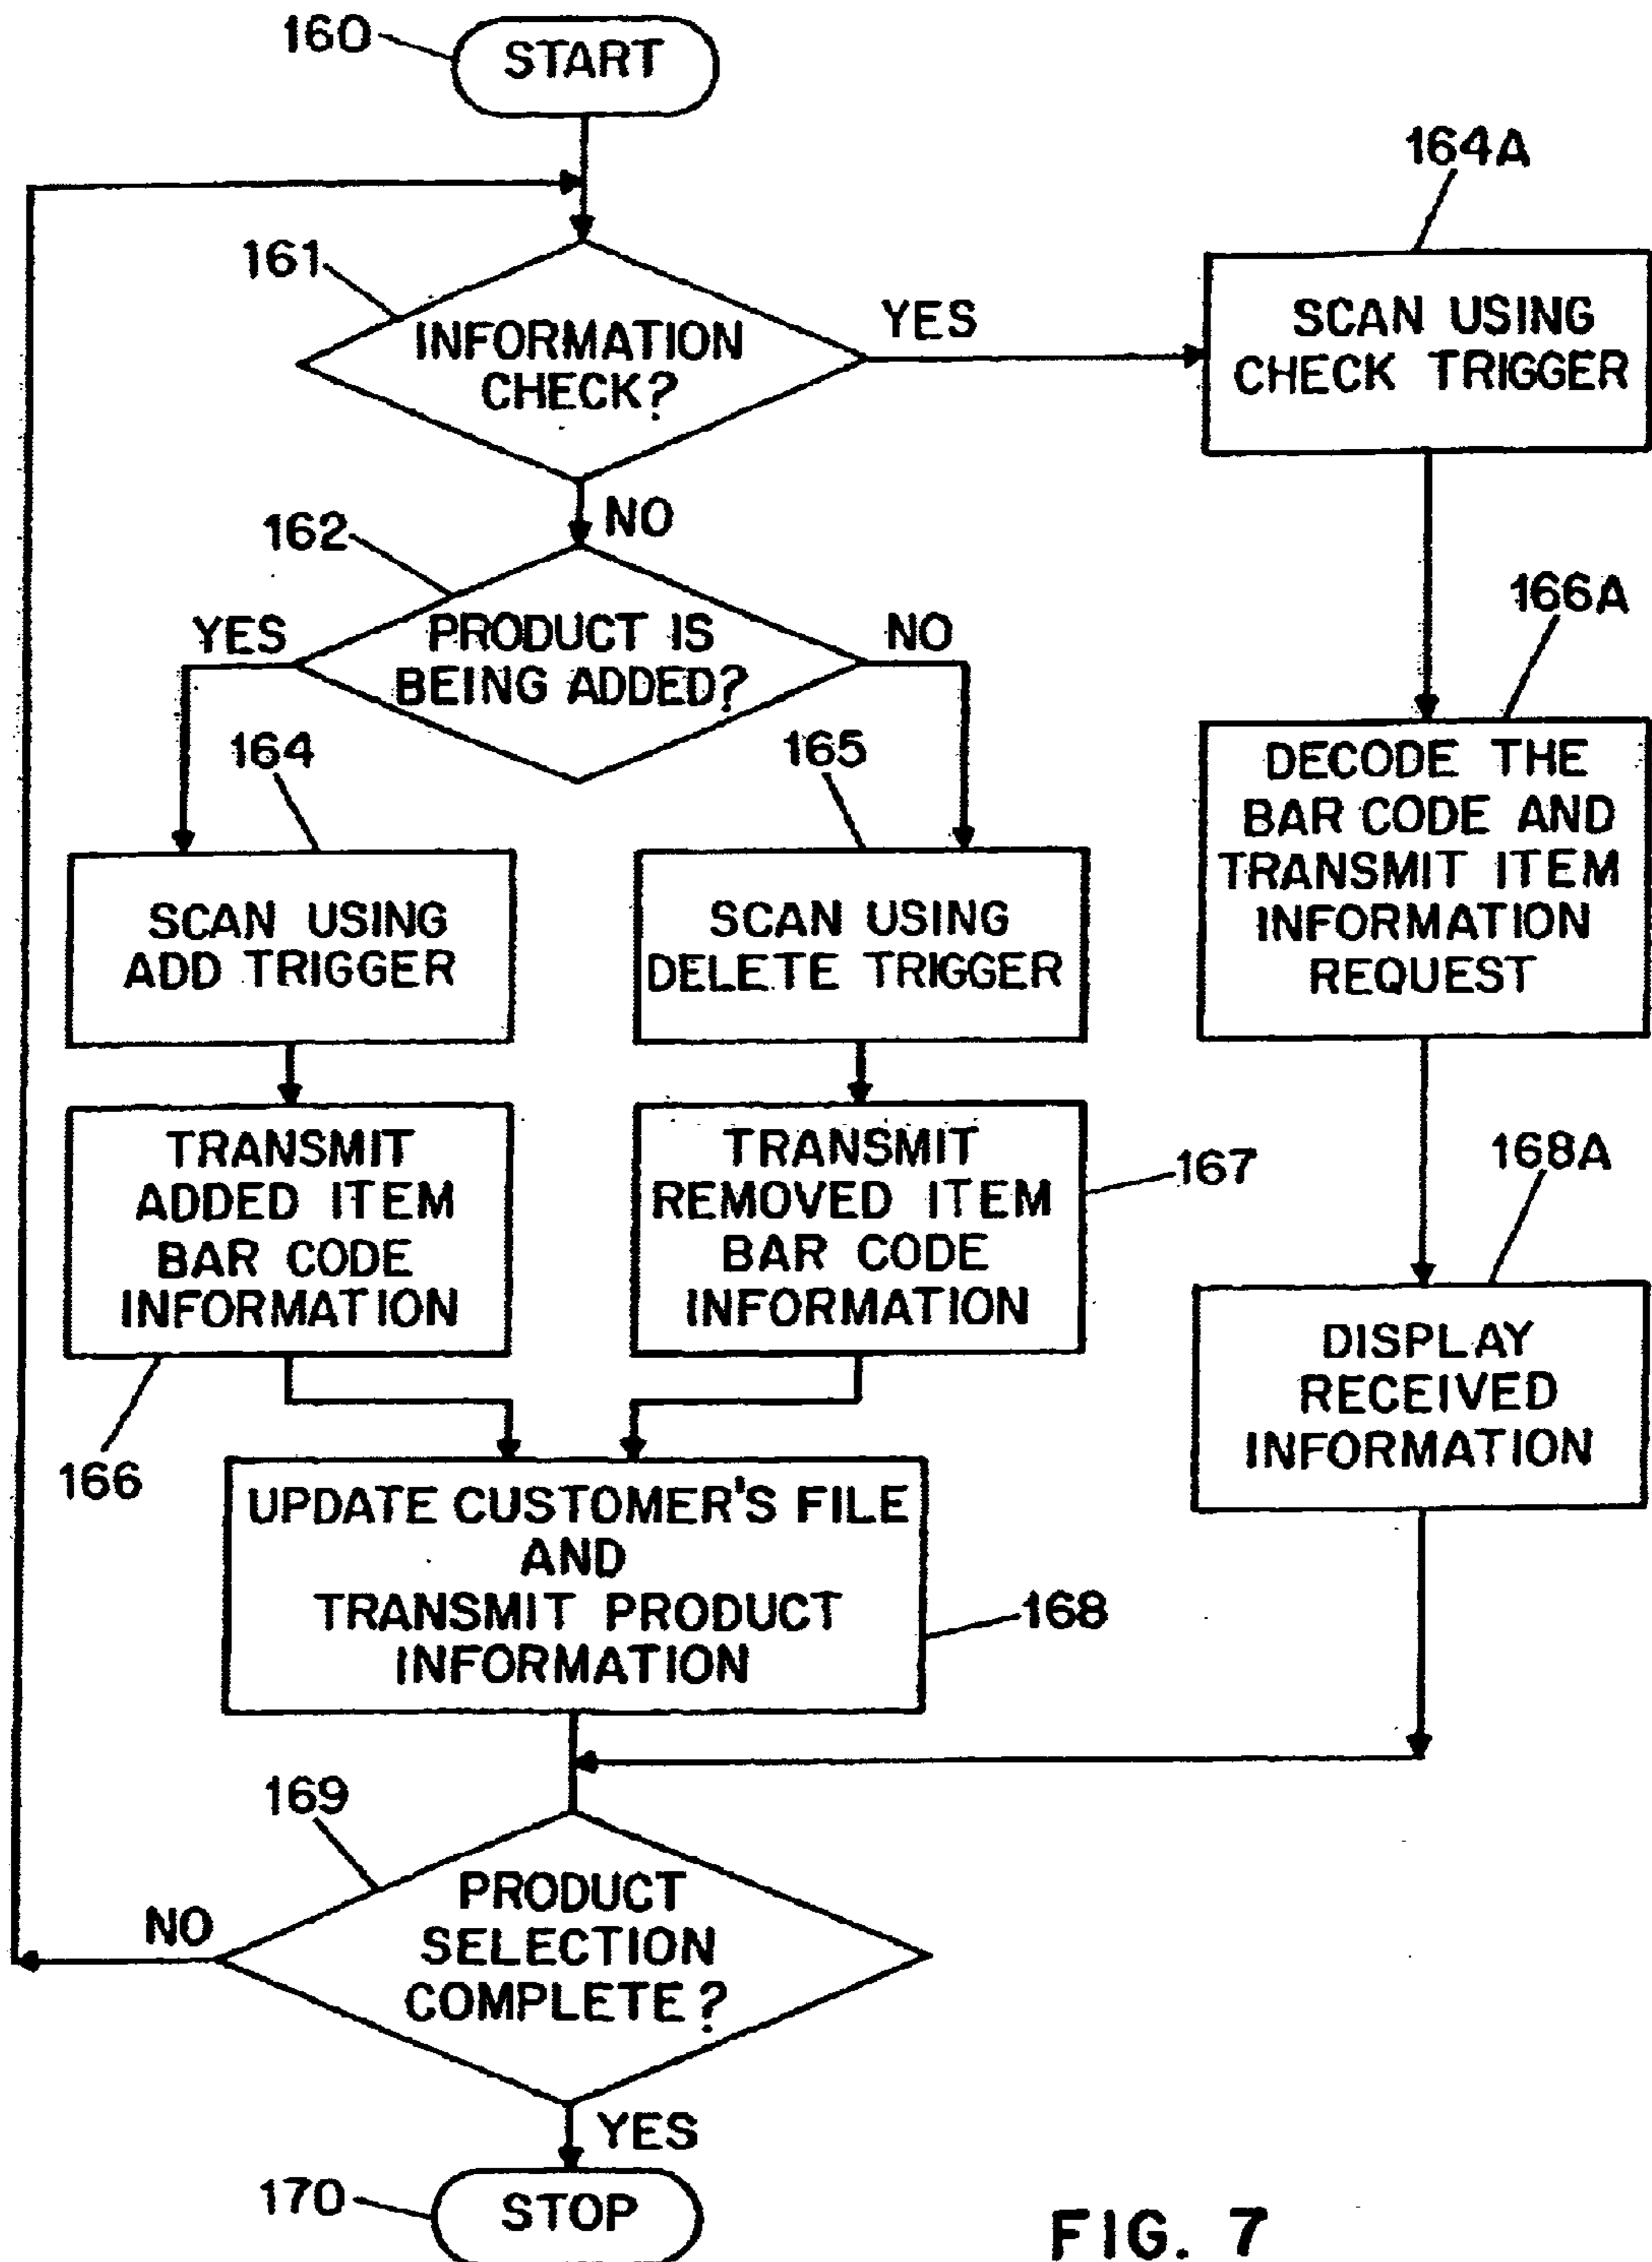 160
START
164A
161
INFORMATION
CHECK?
YES
SCAN USING
CHECK TRIGGER
NO
162
YES
PRODUCT IS
BEING ADDED?
NO
166A
164
165
DECODE THE
BAR CODE AND
TRANSMIT ITEM
INFORMATION
REQUEST
SCAN USING
ADD TRIGGER
SCAN USING
DELETE TRIGGER
TRANSMIT
ADDED ITEM
BAR CODE
INFORMATION
TRANSMIT
REMOVED ITEM
BAR CODE
INFORMATION
167
168A
DISPLAY
RECEIVED
INFORMATION
166
UPDATE CUSTOMER'S FILE
AND
TRANSMIT PRODUCT
INFORMATION
168
169
PRODUCT
SELECTION
COMPLETE?
NO
YES
170
STOP
FIG. 7